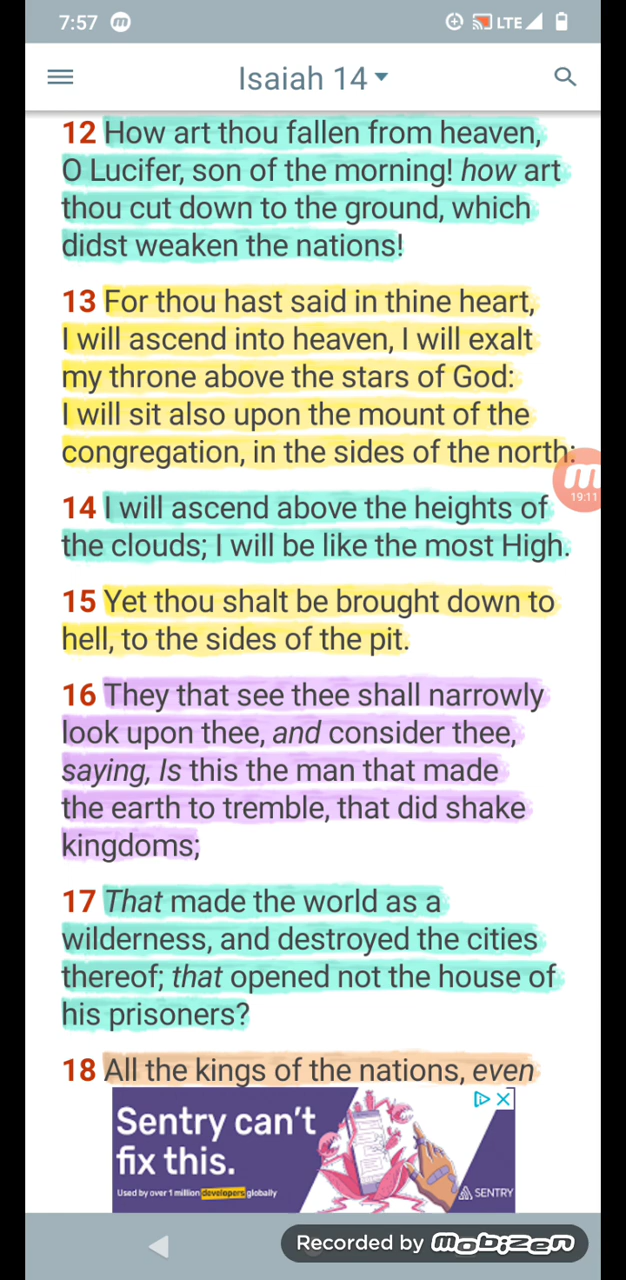 7:57 m LTE
Isaiah 14
12 How art thou fallen from heaven,
O Lucifer, son of the morning! how art
thou cut down to the ground, which
didst weaken the nations!
13 For thou hast said in thine heart,
I will ascend into heaven, I will exalt
my throne above the stars of God:
I will sit also upon the mount of the
congregation, in the sides of the north:
m
19:11
14 I will ascend above the heights of
the clouds; I will be like the most High.
15 Yet thou shalt be brought down to
hell, to the sides of the pit.
16 They that see thee shall narrowly
look upon thee, and consider thee,
saying, Is this the man that made
the earth to tremble, that did shake
kingdoms;
17 That made the world as a
wilderness, and destroyed the cities
thereof; that opened not the house of
his prisoners?
18 All the kings of the nations, even
Sentry can't
fix this.
Used by over 1 million developers globally
SENTRY
Recorded by mobizen